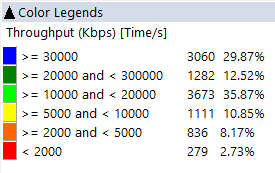 Color Legends
Throughput (Kbps) [Time/s]
>= 30000 3060 29.87%
>= 20000 and < 300000 1282 12.52%
>= 10000 and < 20000 3673 35.87%
>= 5000 and < 10000 1111 10.85%
>= 2000 and < 5000 836 8.17%
< 2000 279 2.73%